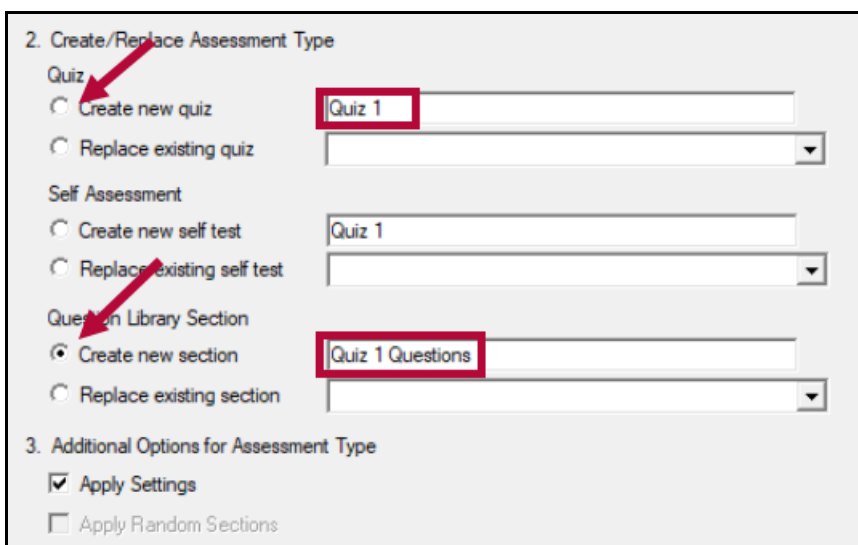 2. Create/Replace Assessment Type
Quiz
Create new quiz Quiz 1
Replace existing quiz
Self Assessment
Create new self test Quiz 1
Replace existing self test
Question Library Section
Create new section Quiz 1 Questions
Replace existing section
3. Additional Options for Assessment Type
Apply Settings
Apply Random Sections